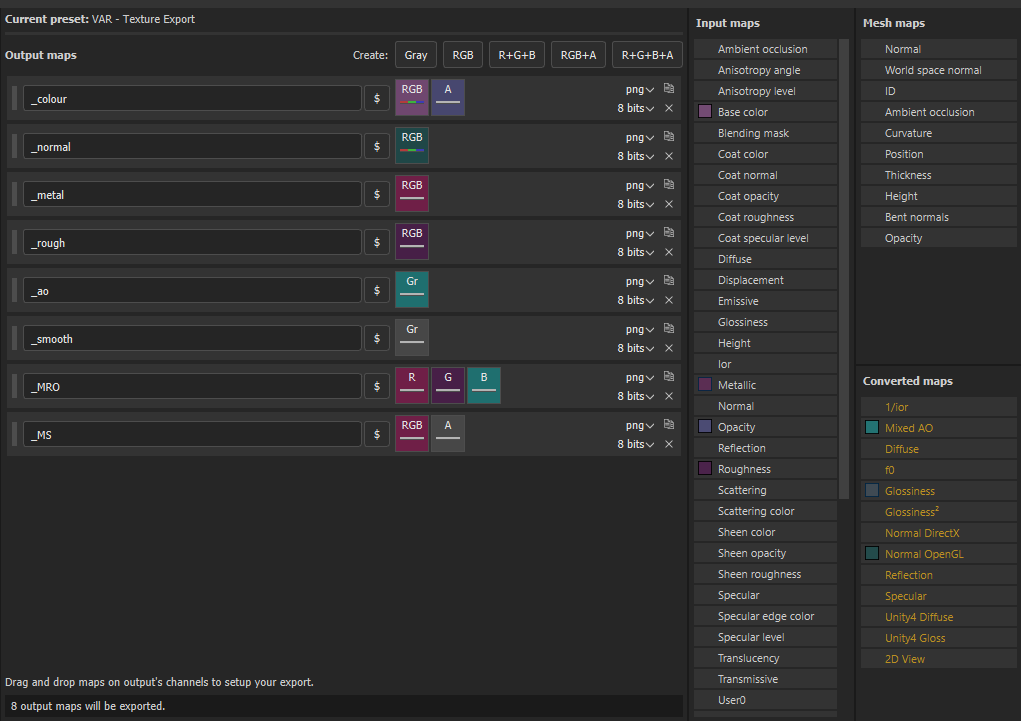 Current preset: VAR - Texture Export
Output maps
Create: Gray RGB R+G+B RGB+A R+G+B+A
_colour $ RGB A png 8 bits
_normal $ RGB png 8 bits
_metal $ RGB png 8 bits
_rough $ RGB png 8 bits
_ao $ Gr png 8 bits
_smooth $ Gr png 8 bits
_MRO $ R G B png 8 bits
_MS $ RGB A png 8 bits
Drag and drop maps on output's channels to setup your export.
8 output maps will be exported.
Input maps
Ambient occlusion
Anisotropy angle
Anisotropy level
Base color
Blending mask
Coat color
Coat normal
Coat opacity
Coat roughness
Coat specular level
Diffuse
Displacement
Emissive
Glossiness
Height
Ior
Metallic
Normal
Opacity
Reflection
Roughness
Scattering
Scattering color
Sheen color
Sheen opacity
Sheen roughness
Specular
Specular edge color
Specular level
Translucency
Transmissive
User0
Mesh maps
Normal
World space normal
ID
Ambient occlusion
Curvature
Position
Thickness
Height
Bent normals
Opacity
Converted maps
1/ior
Mixed AO
Diffuse
f0
Glossiness
Glossiness²
Normal DirectX
Normal OpenGL
Reflection
Specular
Unity4 Diffuse
Unity4 Gloss
2D View